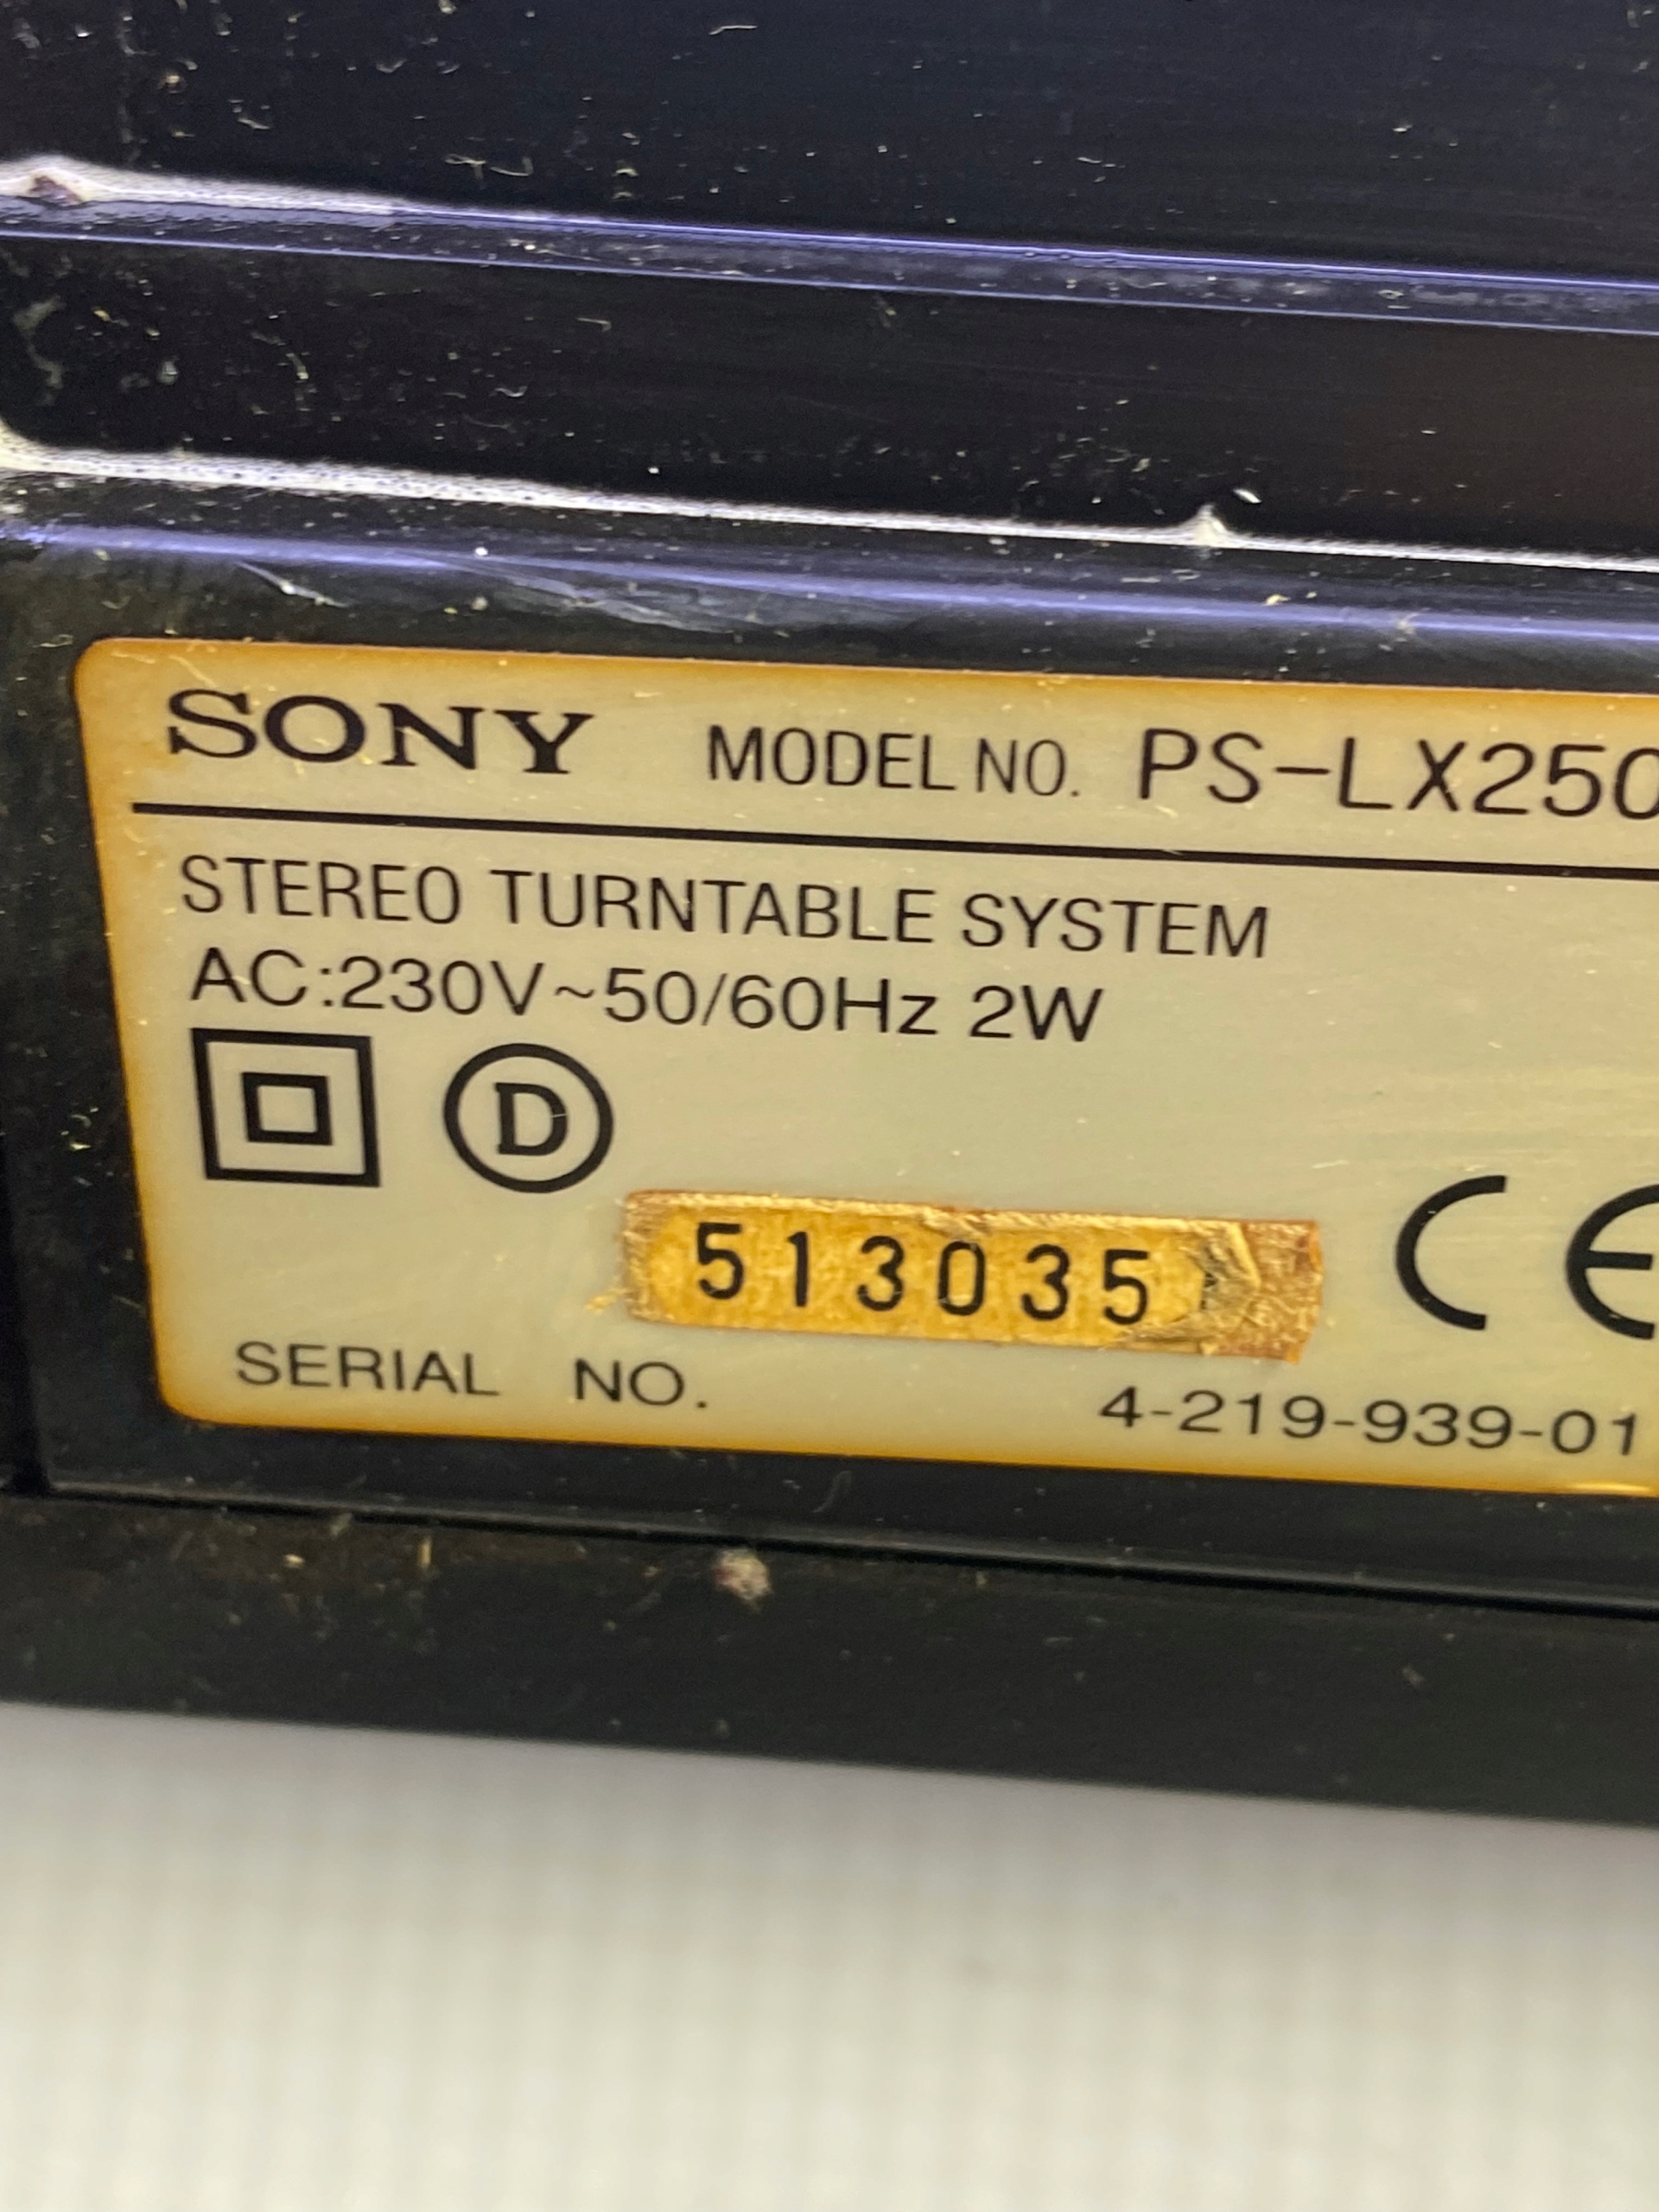 SONY MODEL NO. PS-LX250
STEREO TURNTABLE SYSTEM
AC:230V~50/60Hz 2W
D
513035
CE
SERIAL NO.
4-219-939-01